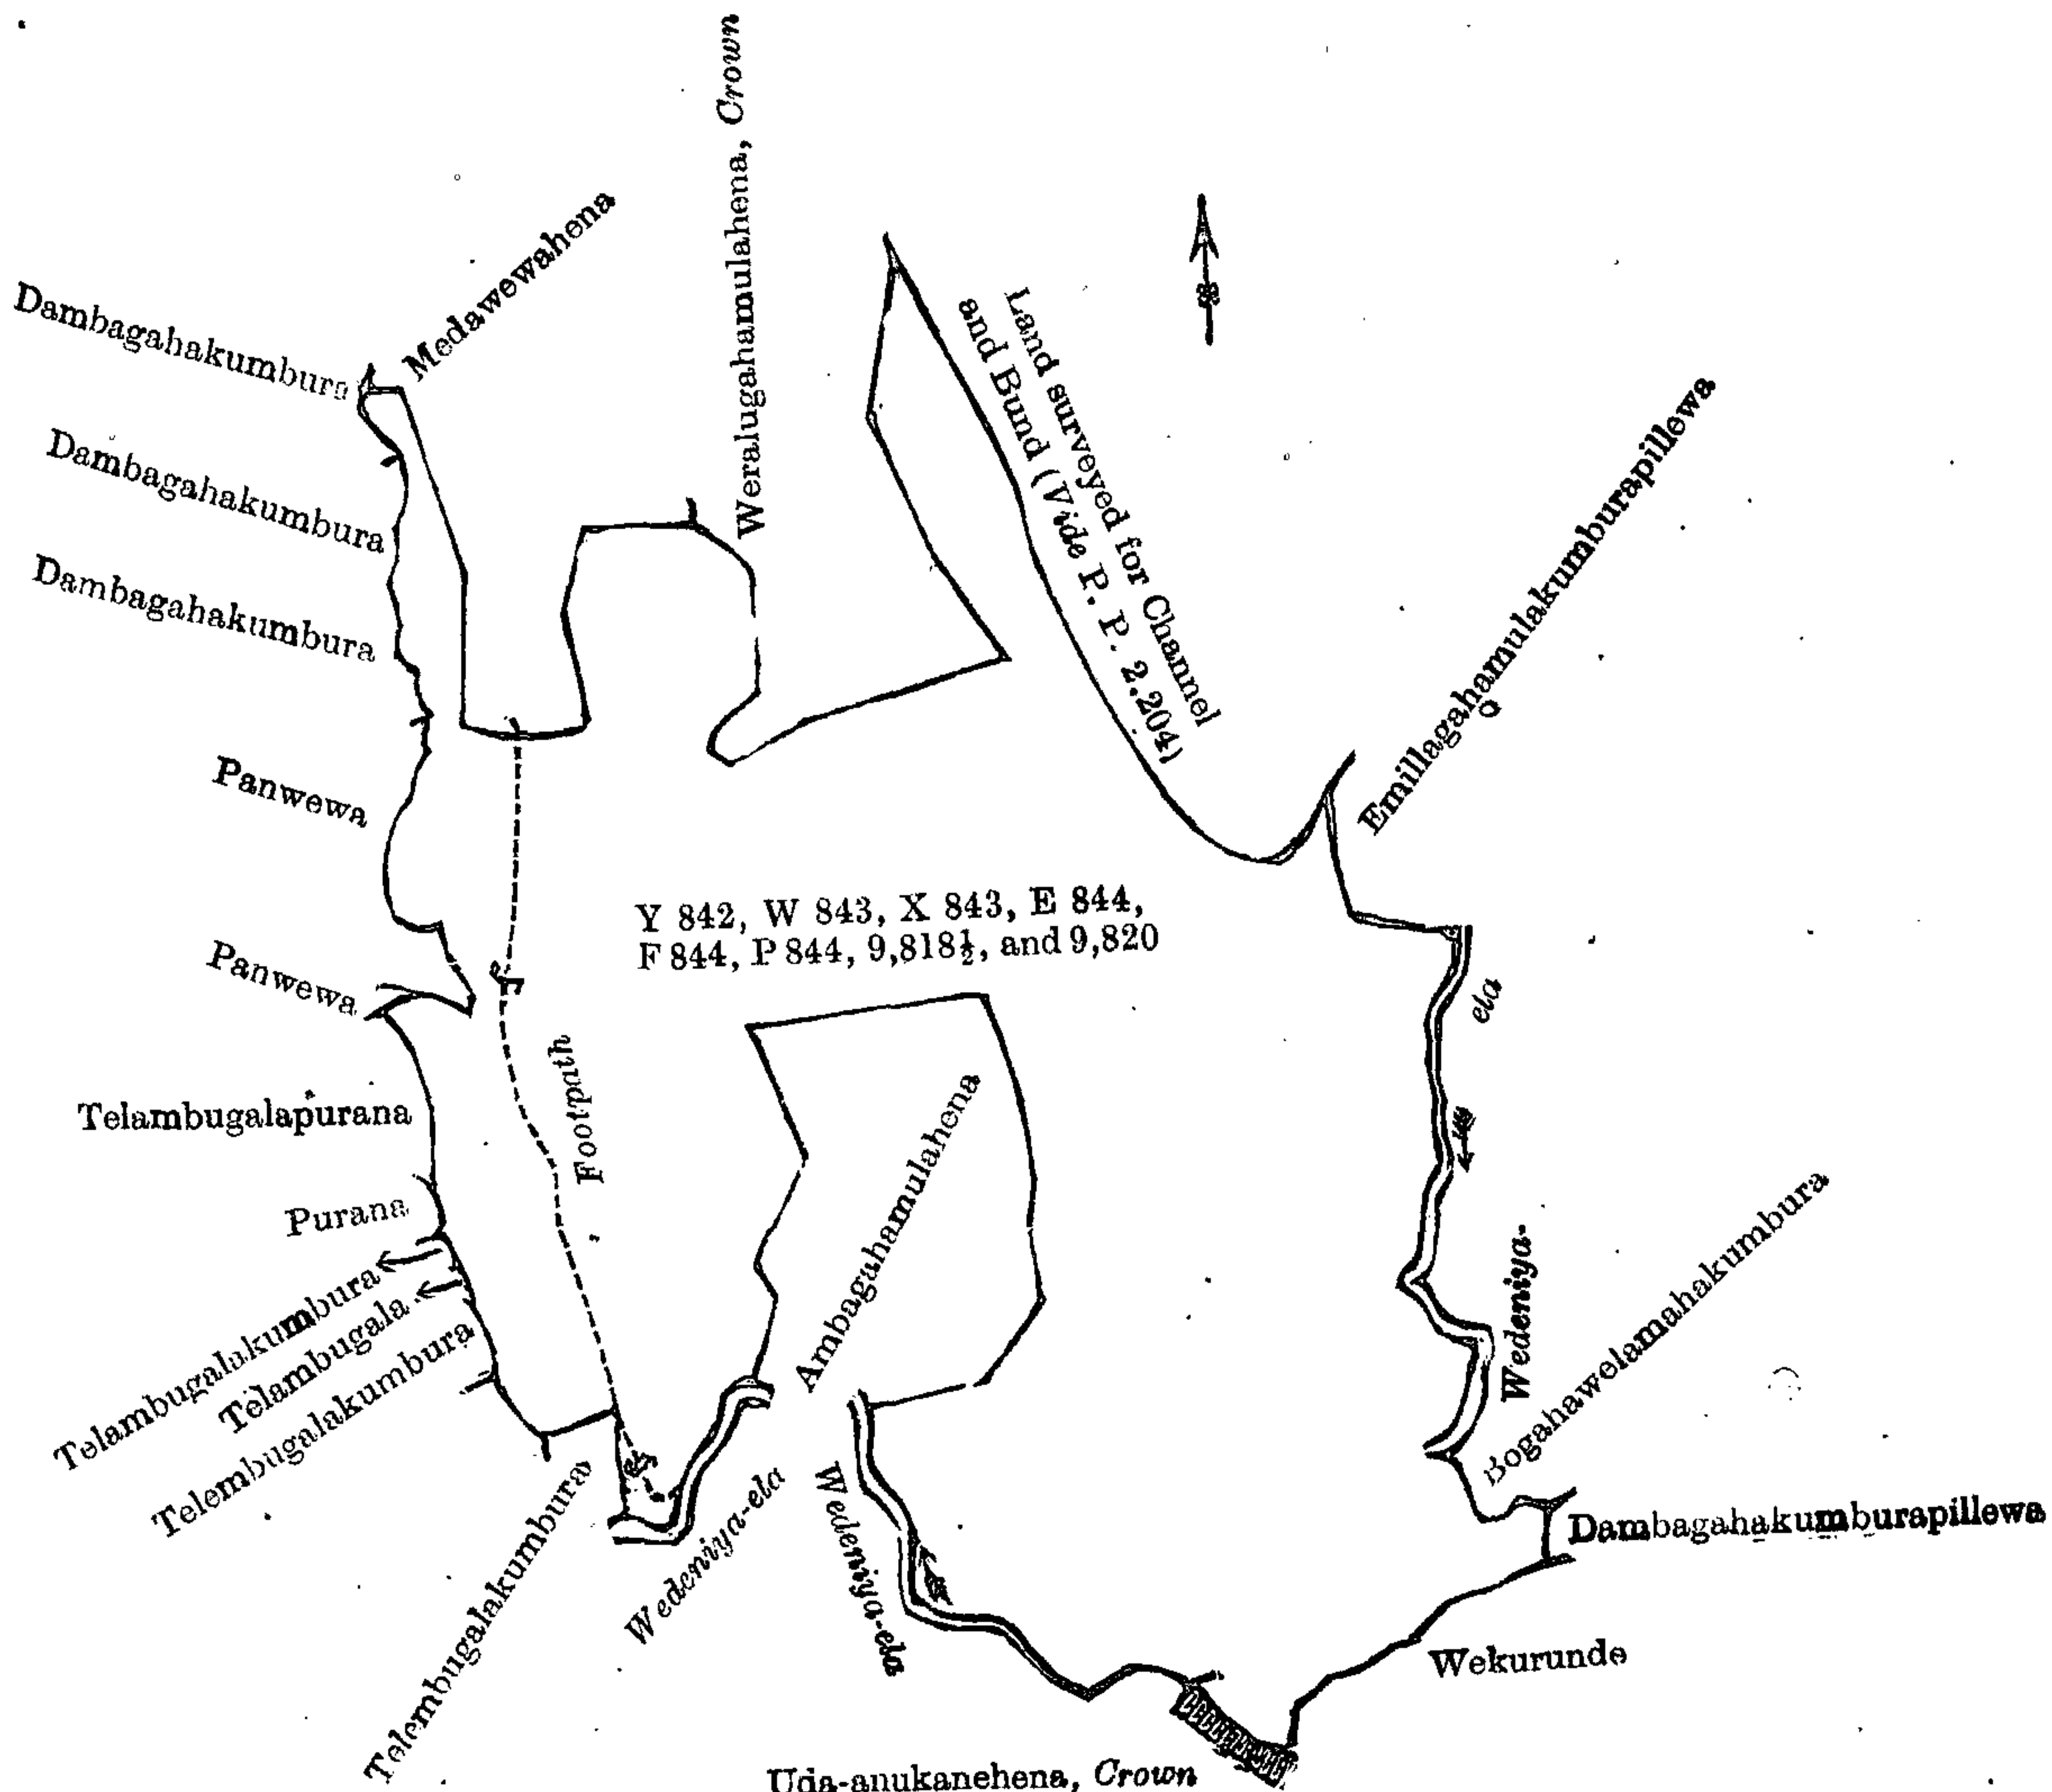 Weralugahamulahena, Crown
Medawewahena
Dambagahakumbura
Dambagahakumbura
Dambagahakumbura
Land surveyed for Channel
and Bund (Vide P. P. 2.204)
Emillagahamulakumburapillewa
Panwewa
Y 842, W 843, X 843, E 844,
F 844, P 844, 9,818½, and 9,820
Panwewa
ela
Footpath
Telambugalapurana
Ambagahamulahena
Purana
Telambugalakumbura
Telambugala
Telembugalakumbura
Wedeniya-
Bogahawelamahakumbura
Telembugalakumbura
Wedeniya-ela
Wedeniya-ela
Dambagahakumburapillewa
Wekurunde
Uda-anukanehena, Crown